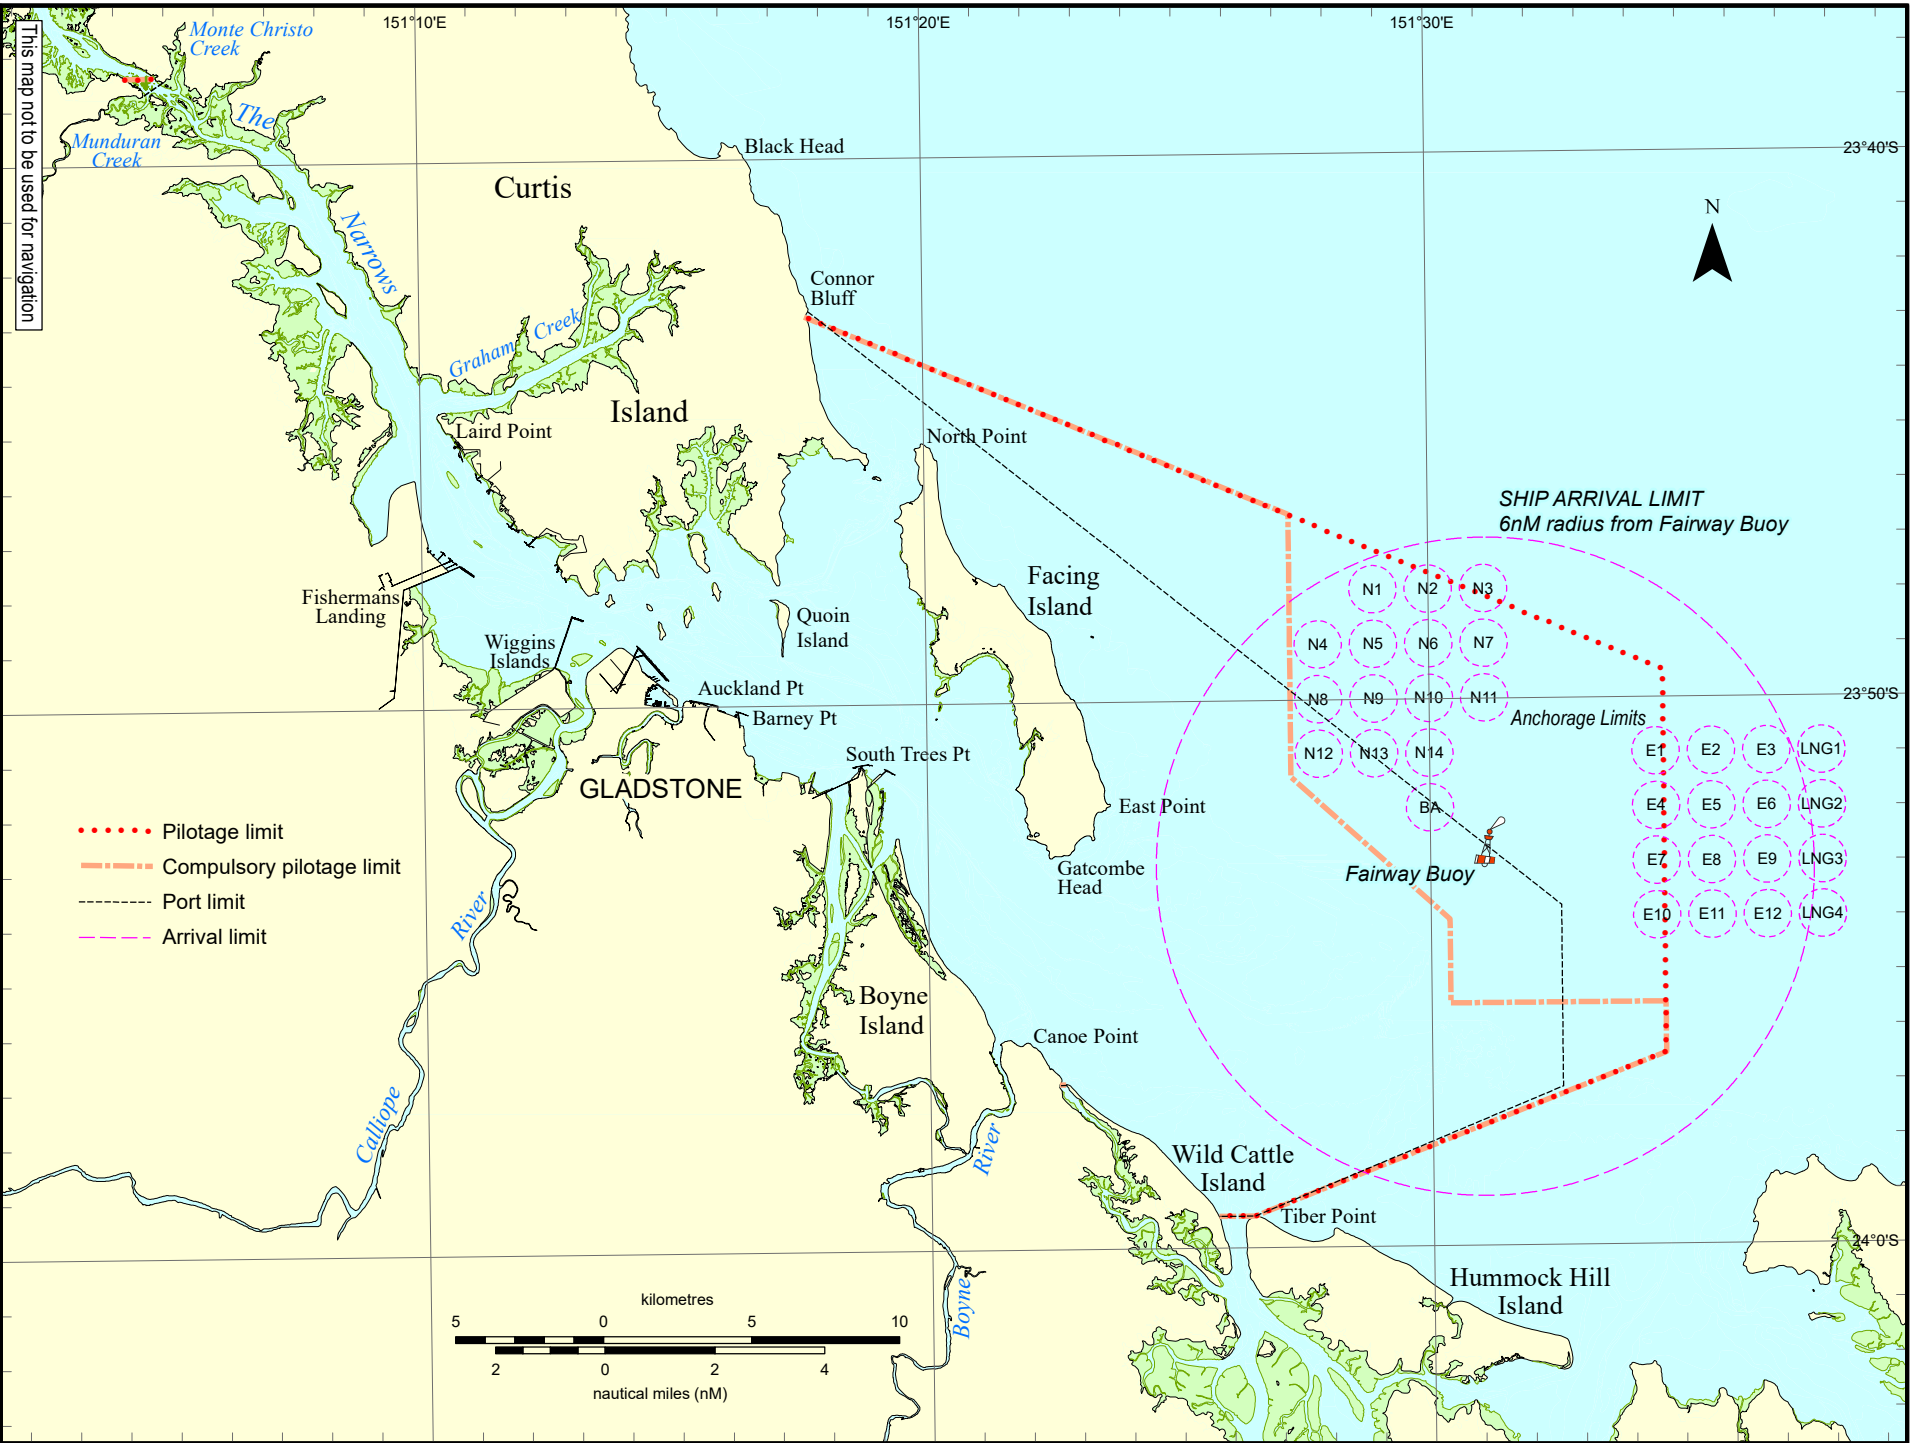 151°10'E
151°20'E
151°30'E
This map not to be used for navigation
Monte Christo
Creek
The
Munduran
Creek
Black Head
23°40'S
Curtis
N
Narrows
Connor
Bluff
Graham Creek
Island
Laird Point
North Point
SHIP ARRIVAL LIMIT
6nM radius from Fairway Buoy
Facing
Island
N1
N2
N3
Fishermans
Landing
Quoin
Island
Wiggins
Islands
N4
N5
N6
N7
Auckland Pt
Barney Pt
23°50'S
N8
N9
N10
N11
Anchorage Limits
South Trees Pt
N12
N13
N14
E1
E2
E3
LNG1
GLADSTONE
East Point
BA
E4
E5
E6
LNG2
Pilotage limit
Compulsory pilotage limit
Port limit
Arrival limit
Gatcombe
Head
Fairway Buoy
E7
E8
E9
LNG3
E10
E11
E12
LNG4
River
Boyne
Island
Canoe Point
Calliope
River
Wild Cattle
Island
Tiber Point
24°0'S
Hummock Hill
Island
Boyne
kilometres
5 0 5 10
2 0 2 4
nautical miles (nM)